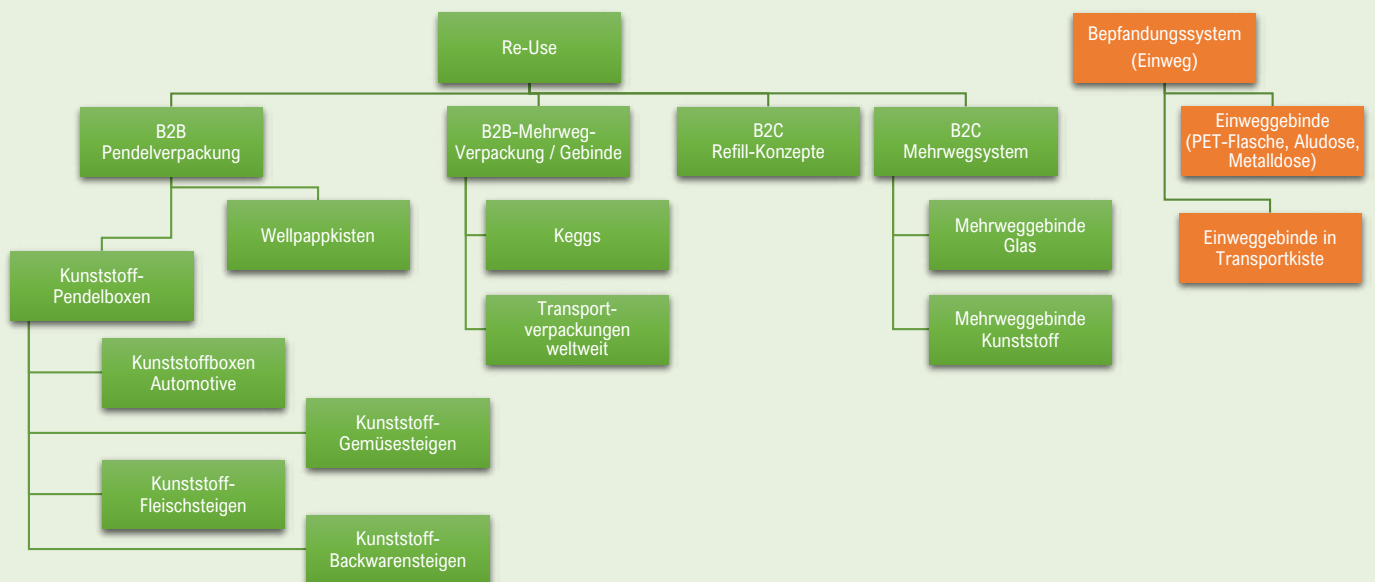 Re-Use
Bepfandungssystem
(Einweg)
B2B
Pendelverpackung
B2B-Mehrweg-
Verpackung / Gebinde
B2C
Refill-Konzepte
B2C
Mehrwegsystem
Einweggebinde
(PET-Flasche, Aludose,
Metalldose)
Wellpappkisten
Keggs
Mehrweggebinde
Glas
Einweggebinde in
Transportkiste
Kunststoff-
Pendelboxen
Transport-
verpackungen
weltweit
Mehrweggebinde
Kunststoff
Kunststoffboxen
Automotive
Kunststoff-
Gemüsesteigen
Kunststoff-
Fleischsteigen
Kunststoff-
Backwarensteigen